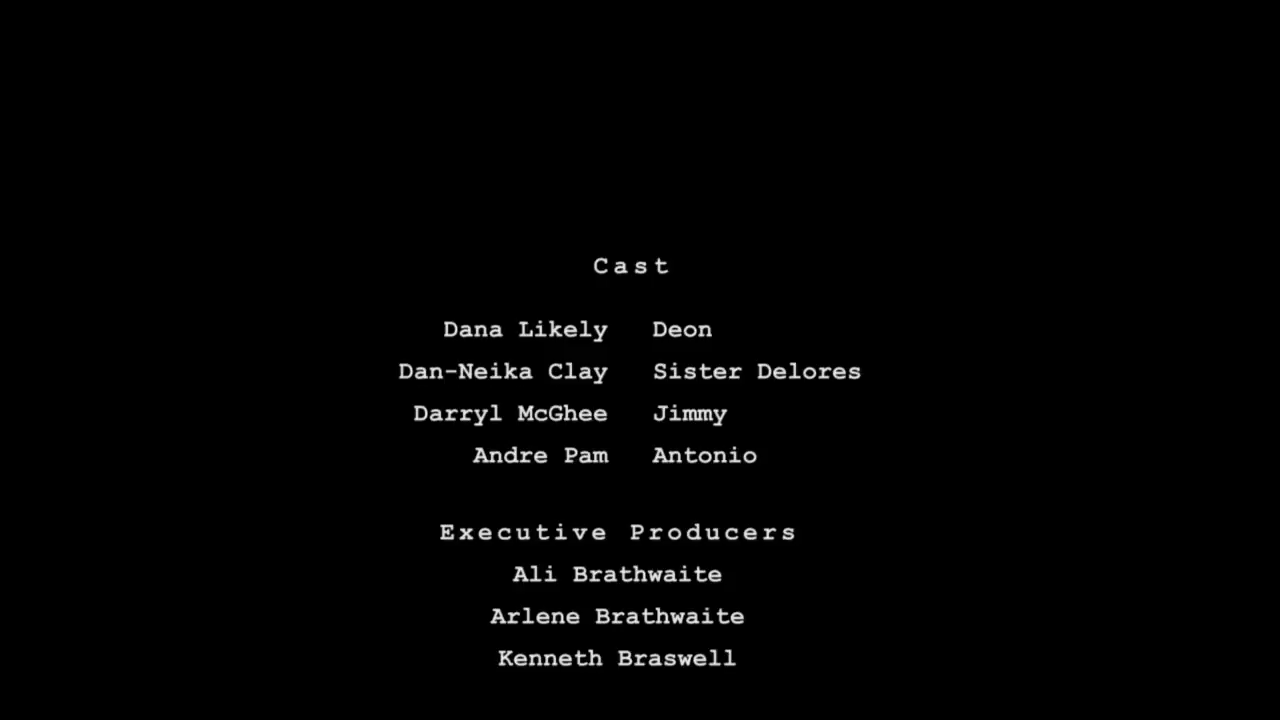 Cast
Dana Likely Deon
Dan-Neika Clay Sister Delores
Darryl McGhee Jimmy
Andre Pam Antonio
Executive Producers
Ali Brathwaite
Arlene Brathwaite
Kenneth Braswell